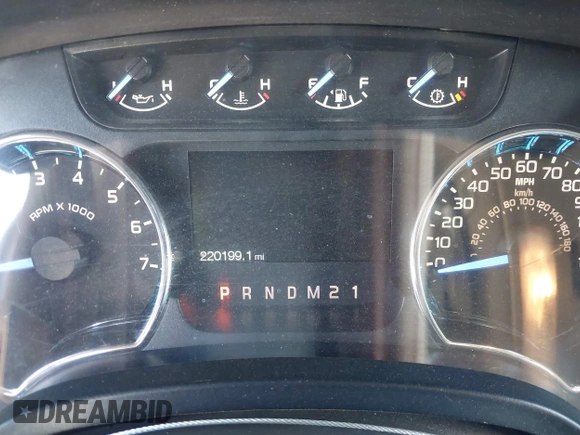 H C H E F C H
3 4 5 6 7
RPM X 1000
0 10 20 30 40 50 60 70 80
MPH
km/h
20 40 60 80 100 120 140 160 180
220199.1 mi
P R N D M 2 1
DREAMBID